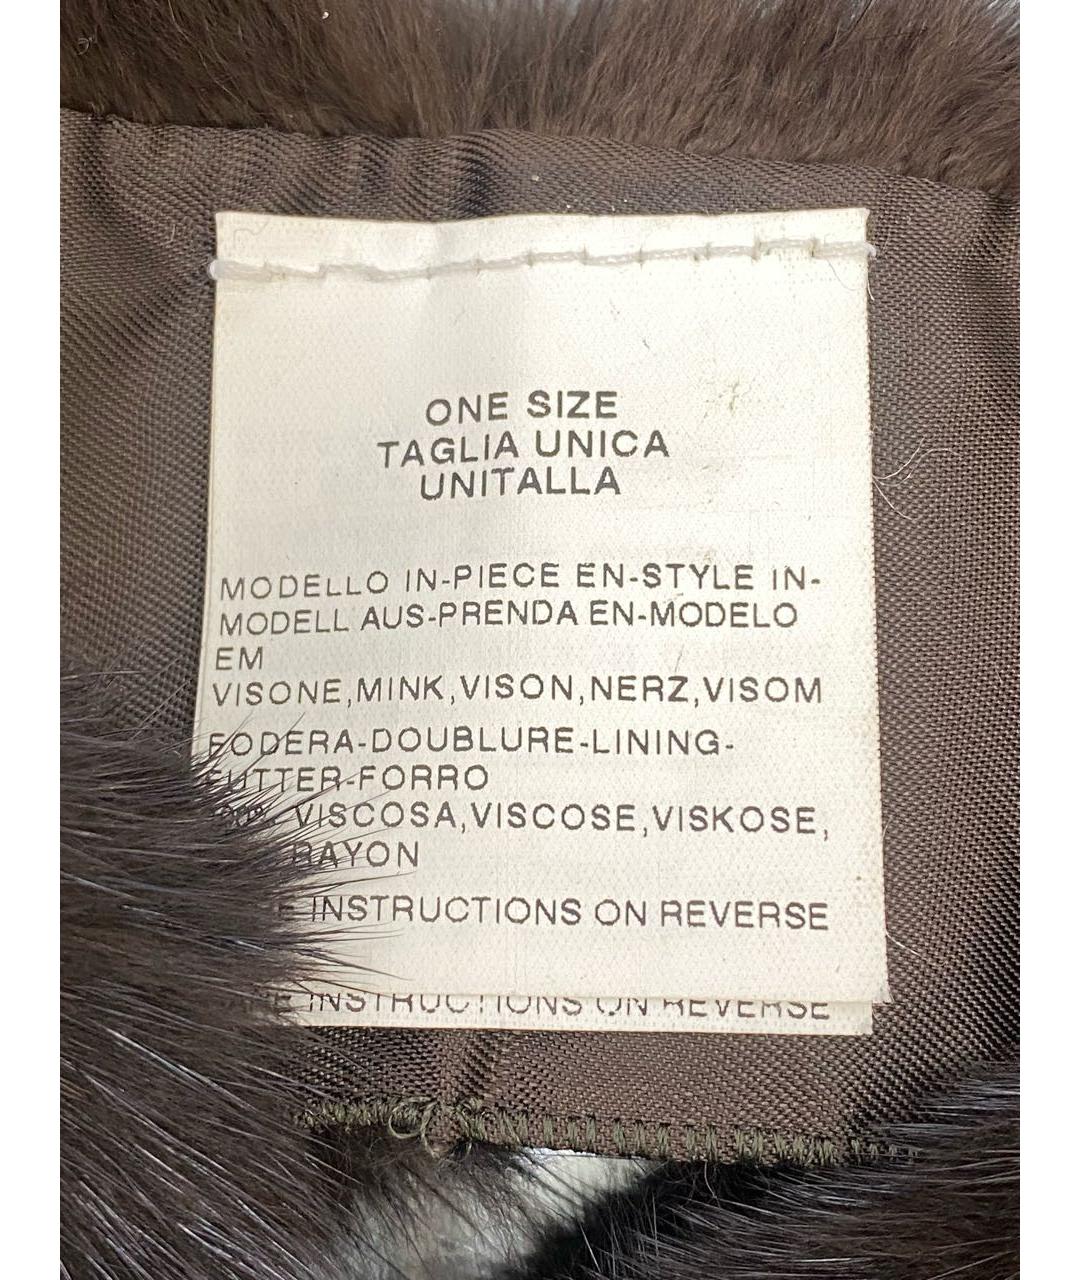 ONE SIZE
TAGLIA UNICA
UNITALLA
MODELLO IN-PIECE EN-STYLE IN-
MODELL AUS-PRENDA EN-MODELO
EM
VISONE,MINK,VISON,NERZ,VISOM
FODERA-DOUBLURE-LINING-
FUTTER-FORRO
VISCOSA,VISCOSE,VISKOSE,
RAYON
INSTRUCTIONS ON REVERSE
INSTRUCTIONS ON REVERSE